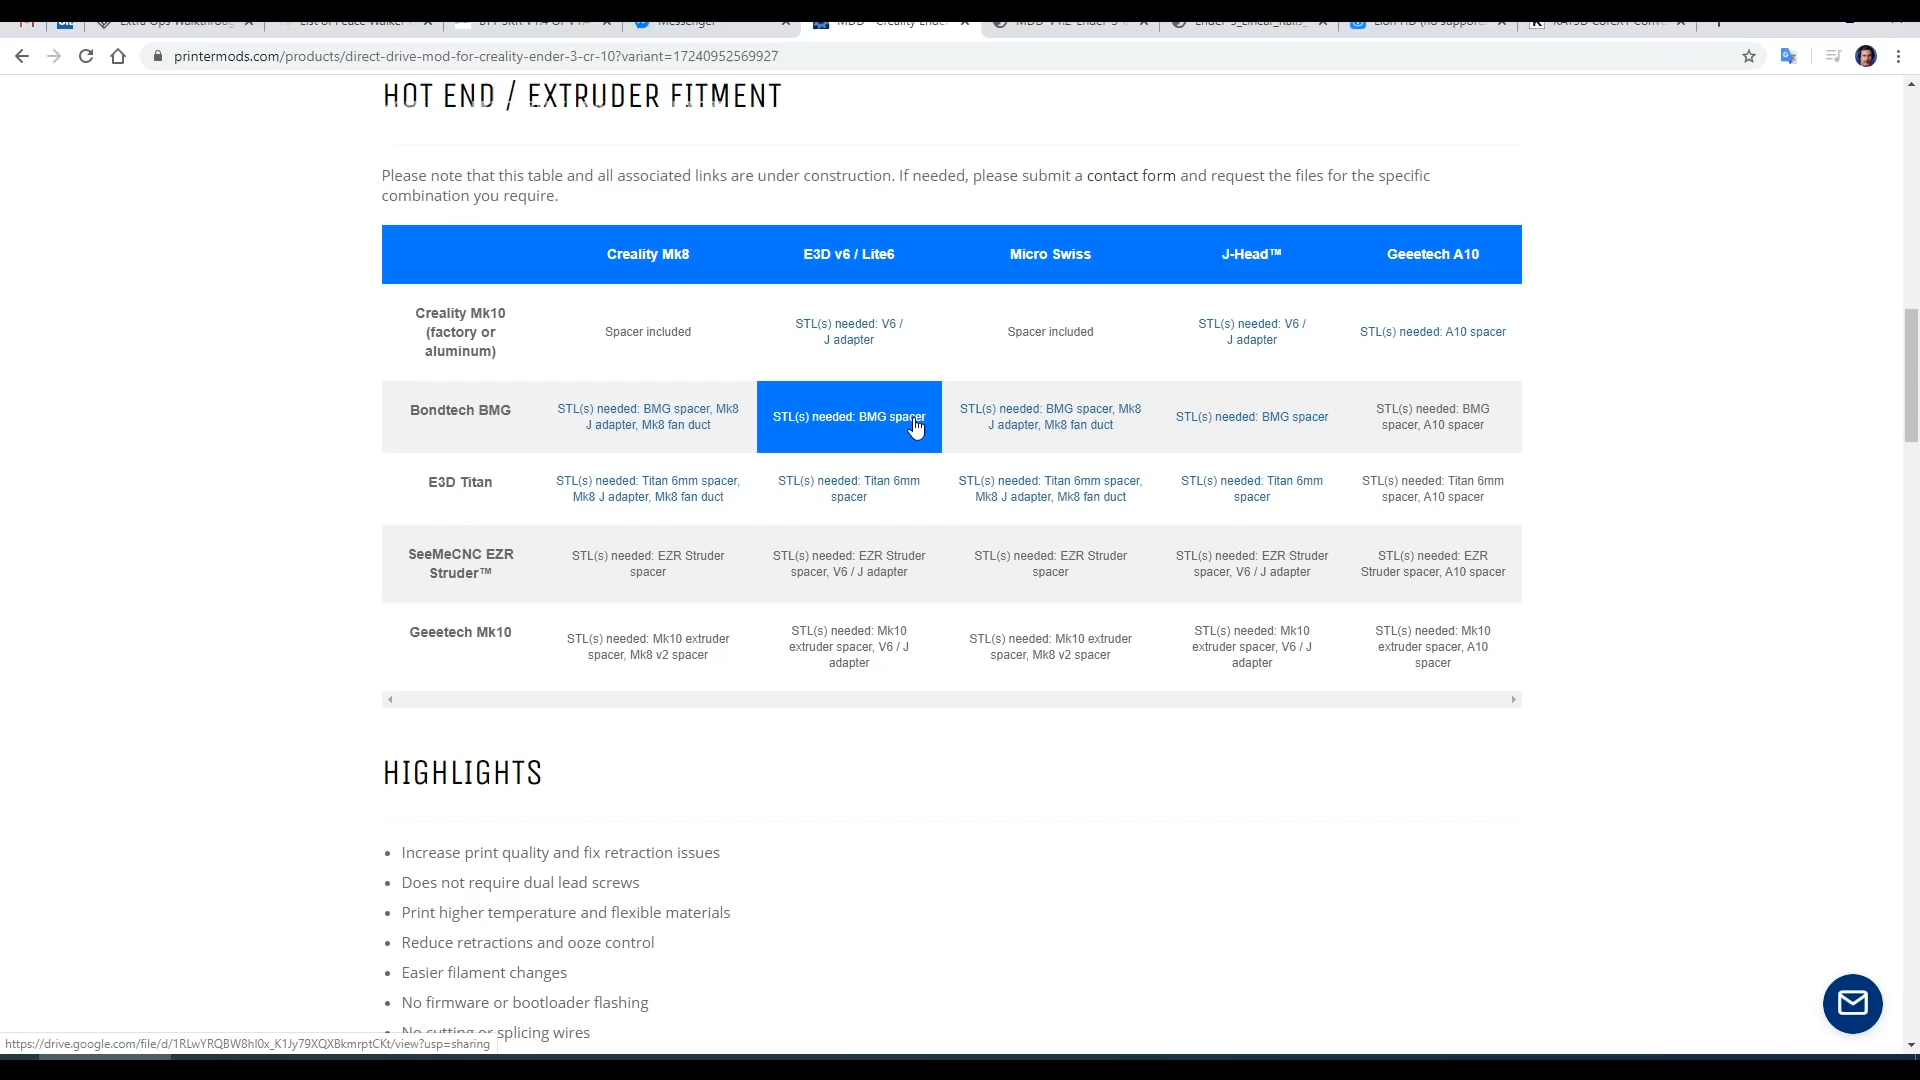 printermods.com/products/direct-drive-mod-for-creality-ender-3-cr-10?variant=17240952569927
HOT END / EXTRUDER FITMENT
Please note that this table and all associated links are under construction. If needed, please submit a contact form and request the files for the specific
combination you require.
Creality Mk8 E3D v6 / Lite6 Micro Swiss J-Head™ Geeetech A10
Creality Mk10
(factory or
aluminum)
Spacer included
STL(s) needed: V6 /
J adapter
Spacer included
STL(s) needed: V6 /
J adapter
STL(s) needed: A10 spacer
Bondtech BMG
STL(s) needed: BMG spacer, Mk8
J adapter, Mk8 fan duct
STL(s) needed: BMG spacer
STL(s) needed: BMG spacer, Mk8
J adapter, Mk8 fan duct
STL(s) needed: BMG spacer
STL(s) needed: BMG
spacer, A10 spacer
E3D Titan
STL(s) needed: Titan 6mm spacer,
Mk8 J adapter, Mk8 fan duct
STL(s) needed: Titan 6mm
spacer
STL(s) needed: Titan 6mm spacer,
Mk8 J adapter, Mk8 fan duct
STL(s) needed: Titan 6mm
spacer
STL(s) needed: Titan 6mm
spacer, A10 spacer
SeeMeCNC EZR
Struder™
STL(s) needed: EZR Struder
spacer
STL(s) needed: EZR Struder
spacer, V6 / J adapter
STL(s) needed: EZR Struder
spacer
STL(s) needed: EZR Struder
spacer, V6 / J adapter
STL(s) needed: EZR
Struder spacer, A10 spacer
Geeetech Mk10
STL(s) needed: Mk10 extruder
spacer, Mk8 v2 spacer
STL(s) needed: Mk10
extruder spacer, V6 / J
adapter
STL(s) needed: Mk10 extruder
spacer, Mk8 v2 spacer
STL(s) needed: Mk10
extruder spacer, V6 / J
adapter
STL(s) needed: Mk10
extruder spacer, A10
spacer
HIGHLIGHTS
• Increase print quality and fix retraction issues
• Does not require dual lead screws
• Print higher temperature and flexible materials
• Reduce retractions and ooze control
• Easier filament changes
• No firmware or bootloader flashing
• No cutting or splicing wires